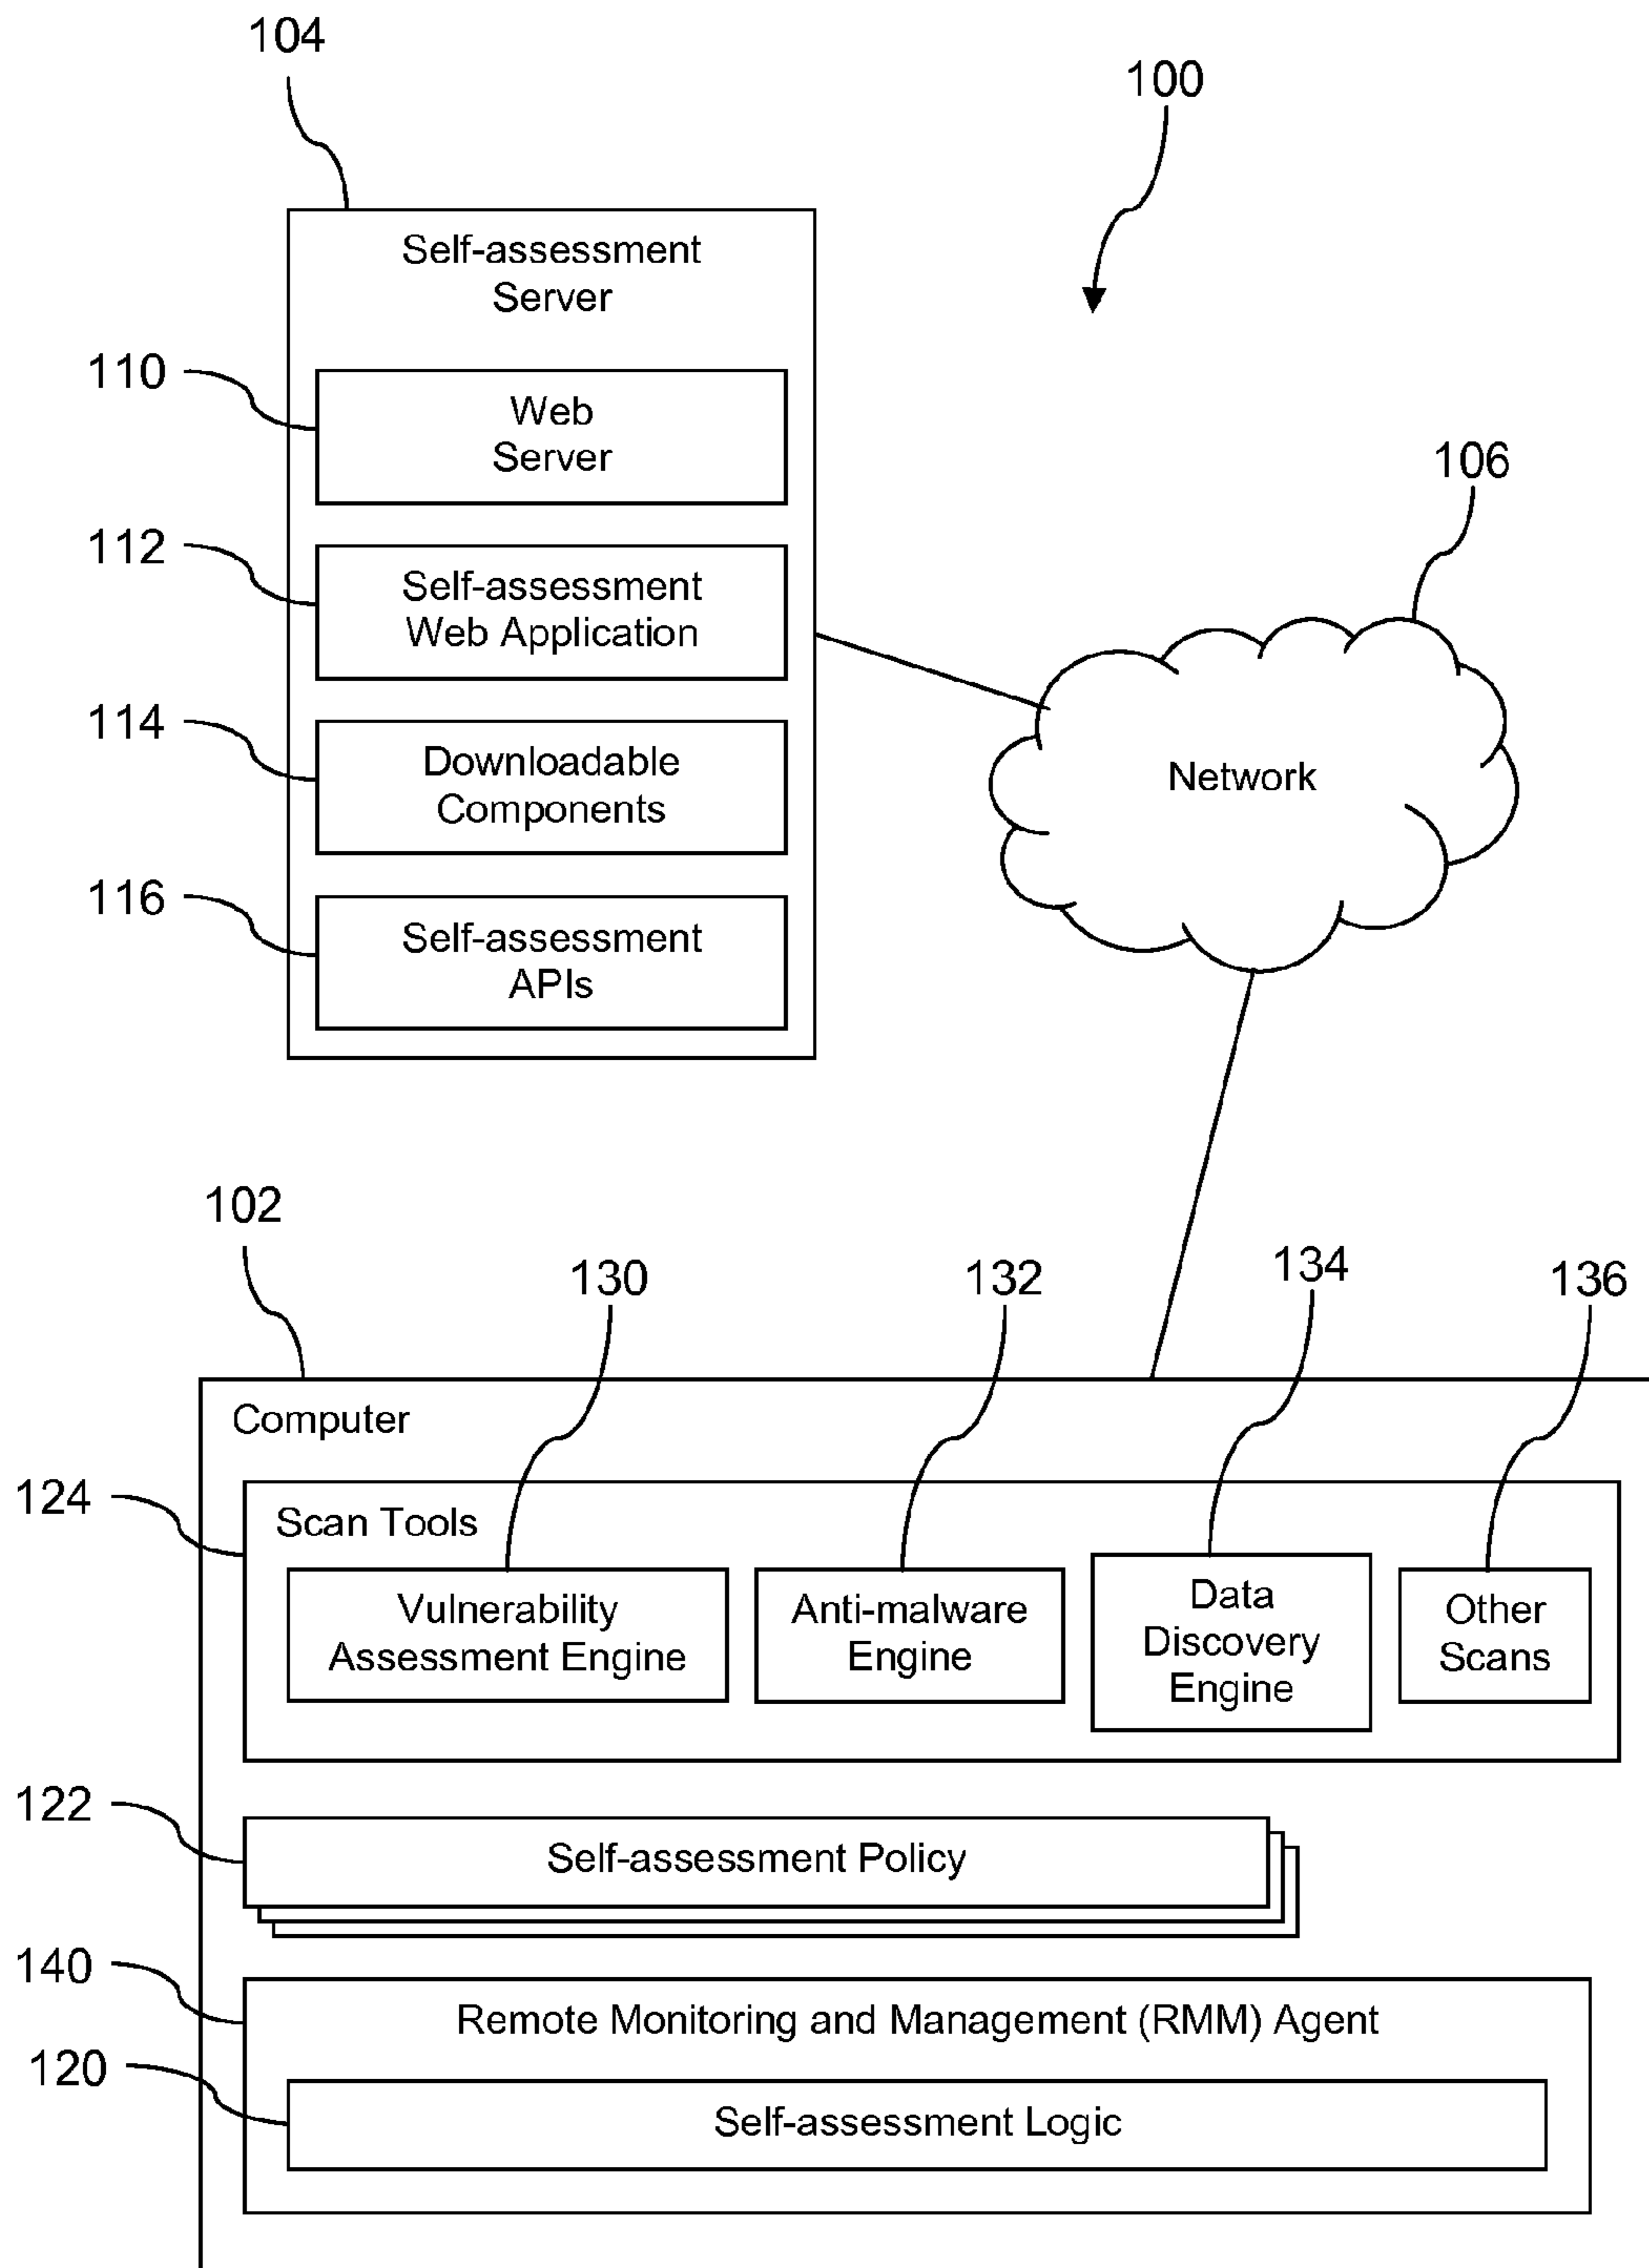 104
100
Self-assessment
Server
110
Web
Server
106
112
Self-assessment
Web Application
114
Downloadable
Components
Network
116
Self-assessment
APIs
102
130
132
134
136
Computer
124
Scan Tools
Vulnerability
Assessment Engine
Anti-malware
Engine
Data
Discovery
Engine
Other
Scans
122
Self-assessment Policy
140
Remote Monitoring and Management (RMM) Agent
120
Self-assessment Logic